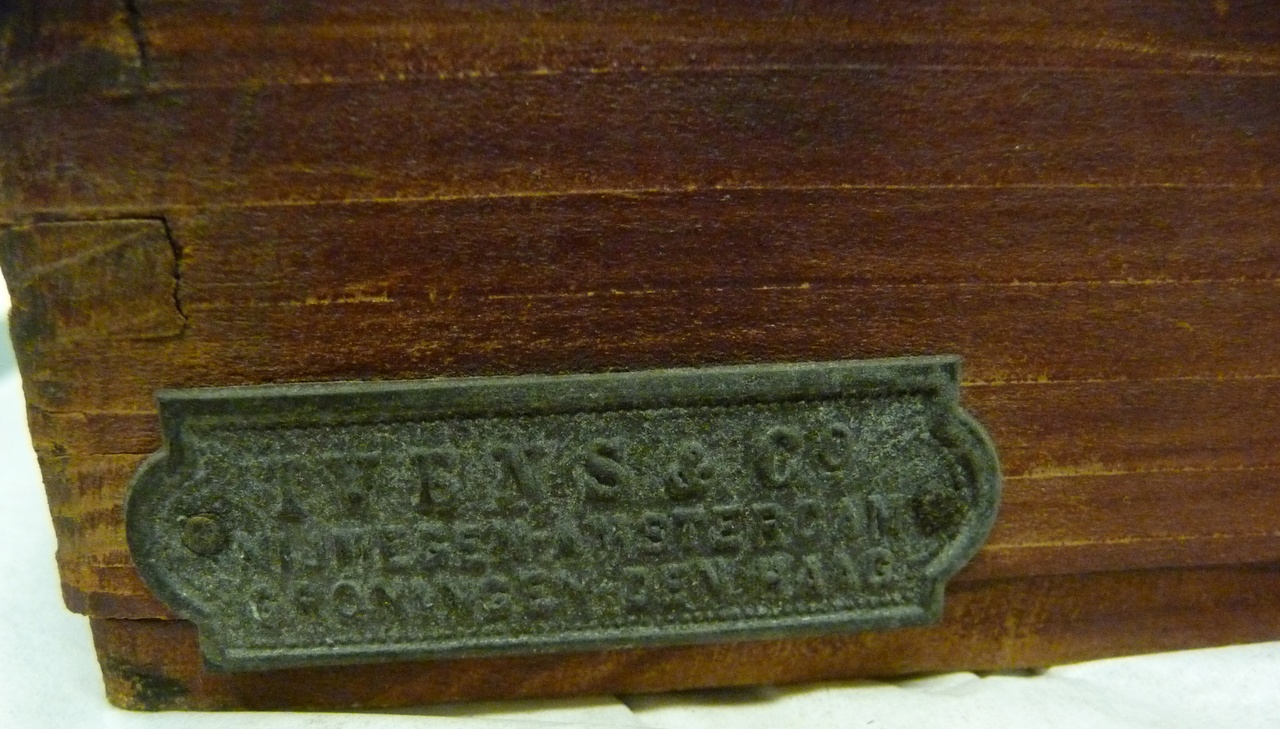 IVENS & Co
NIJMEGEN-AMSTERDAM
GRONINGEN-DEN HAAG